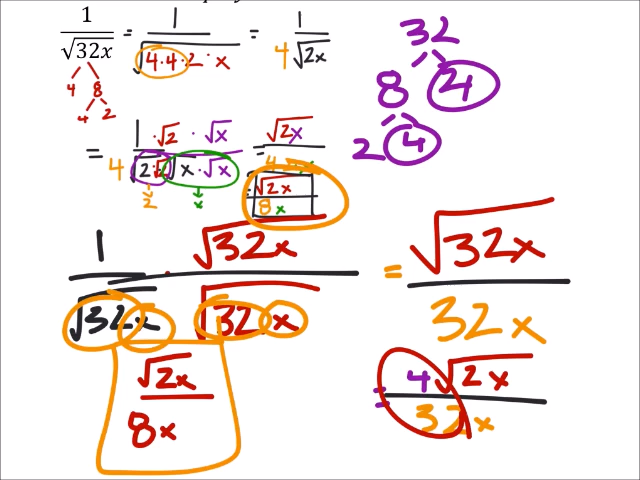 1/√32x = 1/√4·4·2·x = 1/4√2x
4 8
4 2
32
8 4
2 4
= 1·√2·√x/4√2·√2√x·√x = √2x/
= √2x/8x
2 x
1/√32x · √32x/√32x = √32x/32x
= 4√2x/32x
√2x/8x